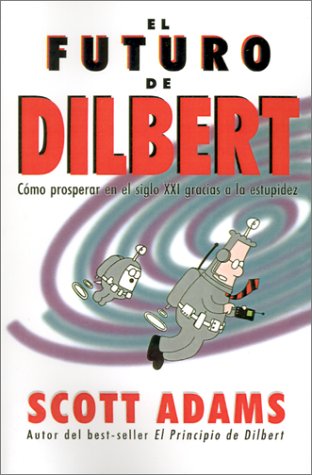 EL
FUTURO
DE
DILBERT
Cómo prosperar en el siglo XXI gracias a la estupidez
SCOTT ADAMS
Autor del best-seller El Principio de Dilbert